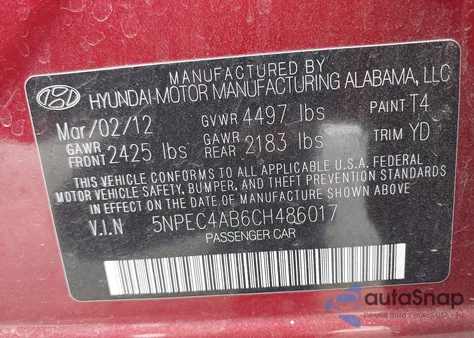 MANUFACTURED BY
HYUNDAI-MOTOR MANUFACTURING ALABAMA, LLC
Mar/02/12 GVWR 4497 lbs PAINT T4
GAWR FRONT 2425 lbs GAWR REAR 2183 lbs TRIM YD
THIS VEHICLE CONFORMS TO ALL APPLICABLE U.S.A. FEDERAL
MOTOR VEHICLE SAFETY, BUMPER, AND THEFT PREVENTION
STANDARDS IN EFFECT ON THE DATE OF MANUFACTURE SHOWN ABOVE.
V.I.N 5NPEC4AB6CH486017
PASSENGER CAR
autoSnap